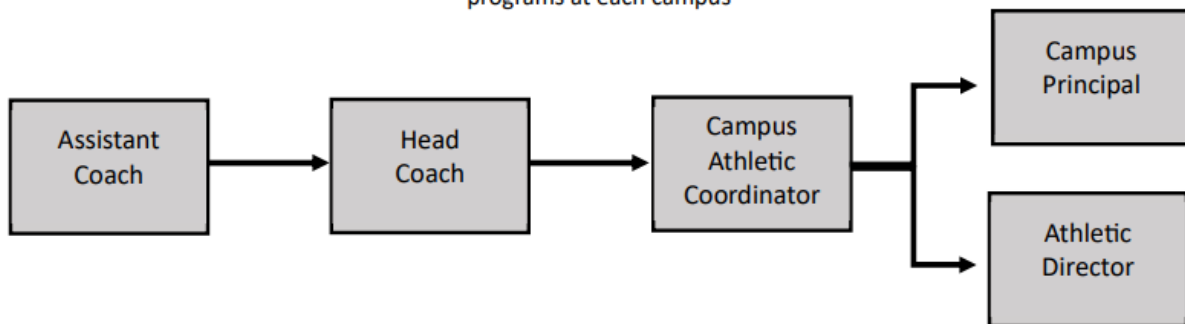 programs at each campus
Assistant
Coach
Head
Coach
Campus
Athletic
Coordinator
Campus
Principal
Athletic
Director